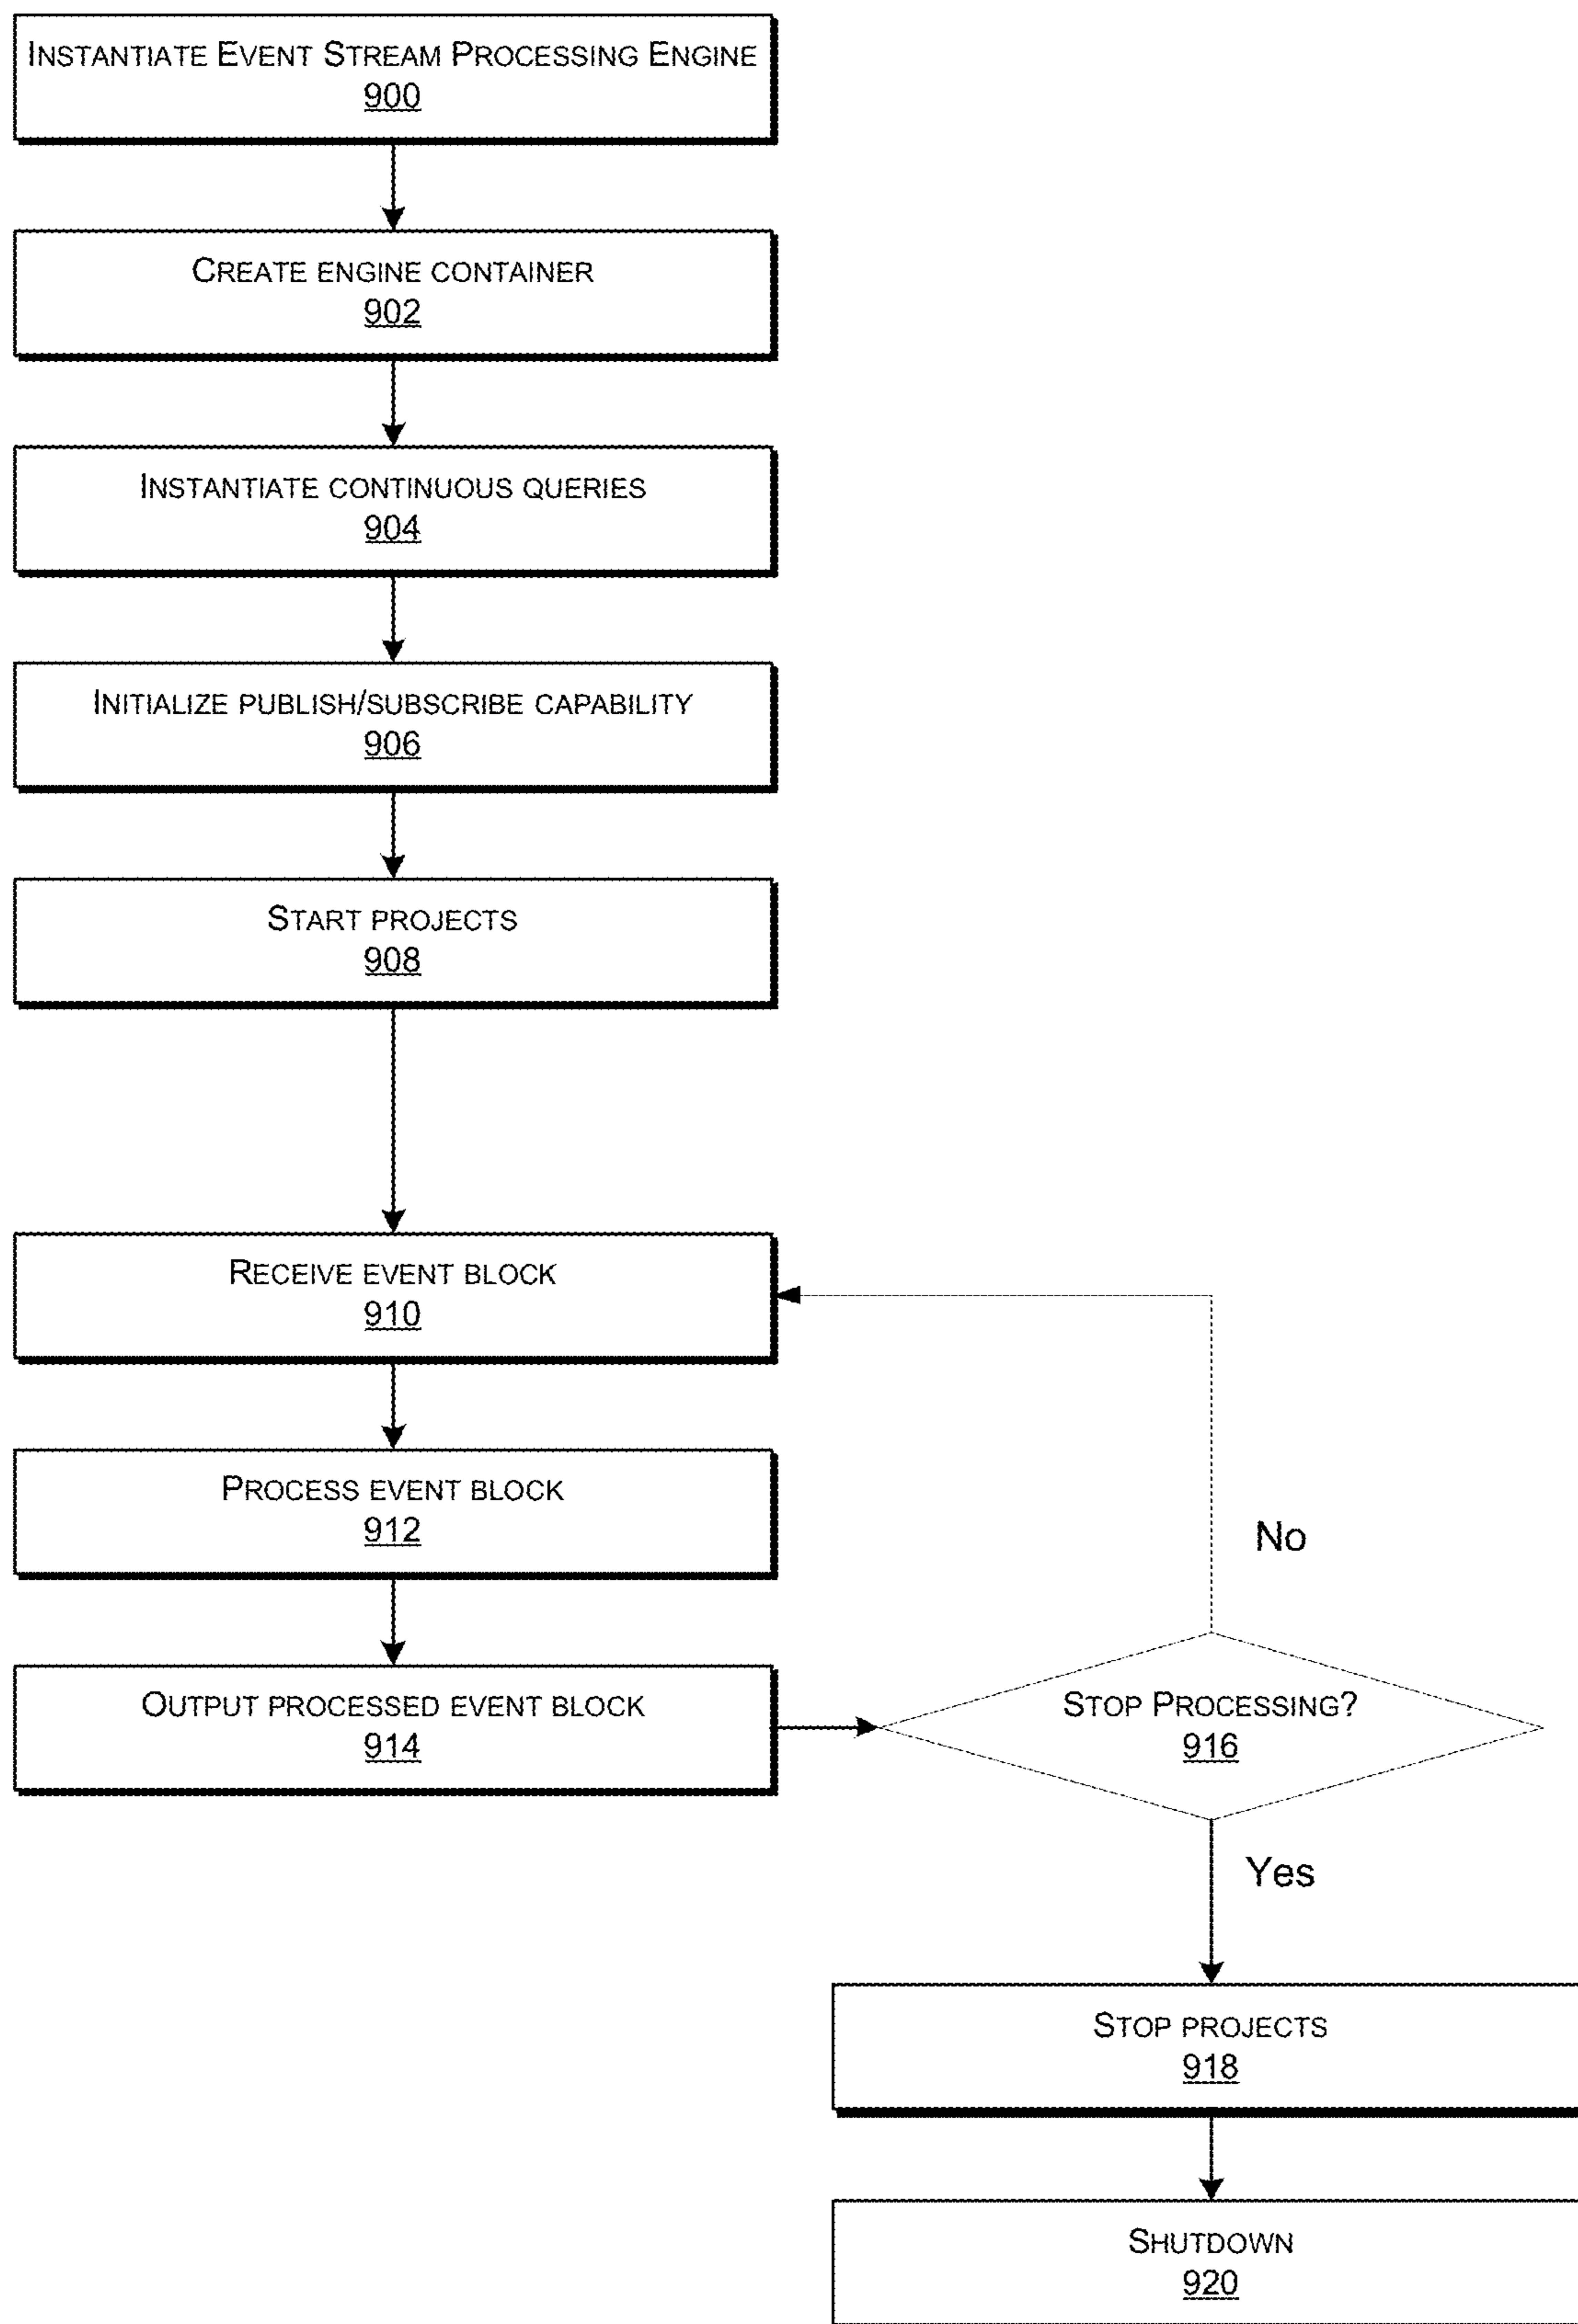 INSTANTIATE EVENT STREAM PROCESSING ENGINE
900
CREATE ENGINE CONTAINER
902
INSTANTIATE CONTINUOUS QUERIES
904
INITIALIZE PUBLISH/SUBSCRIBE CAPABILITY
906
START PROJECTS
908
RECEIVE EVENT BLOCK
910
PROCESS EVENT BLOCK
912
No
OUTPUT PROCESSED EVENT BLOCK
914
STOP PROCESSING?
916
Yes
STOP PROJECTS
918
SHUTDOWN
920